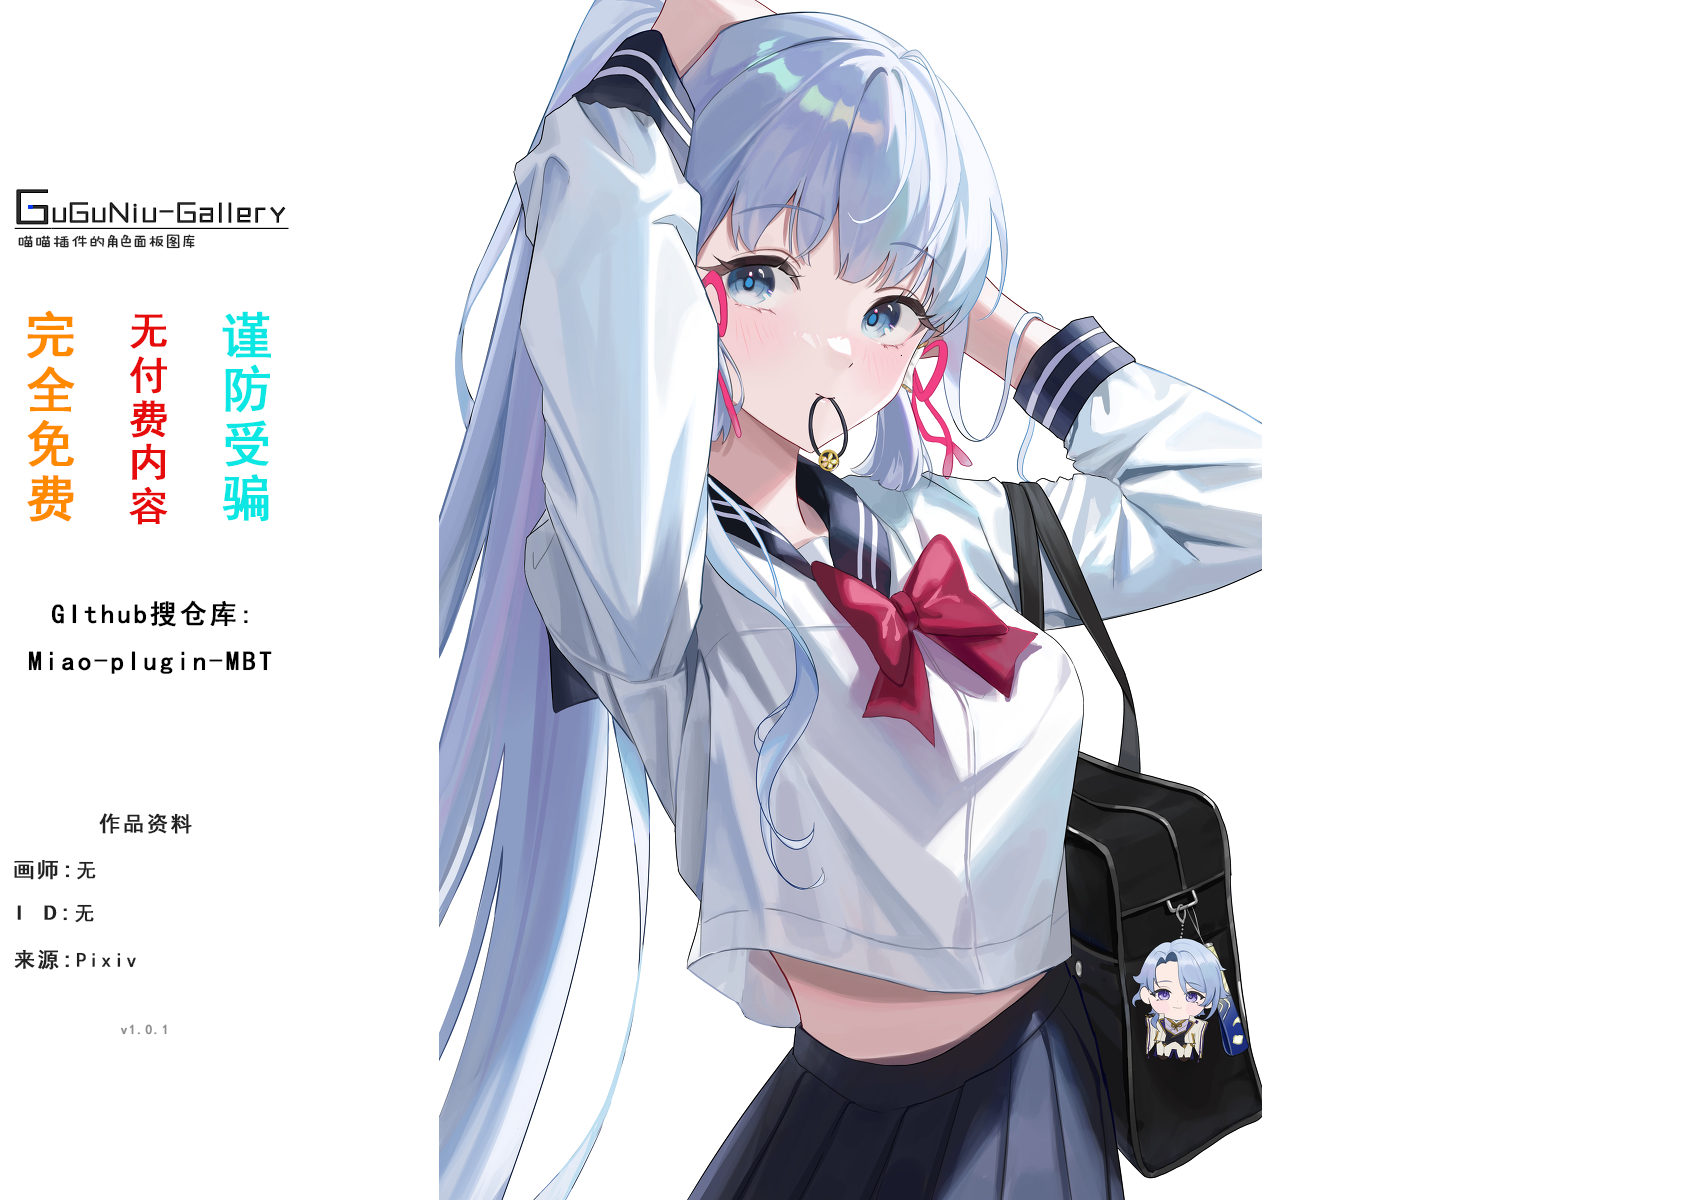 GuGuNiu-Gallery
喵喵插件的角色面板图库
完全免费
无付费内容
谨防受骗
GIthub搜仓库:
Miao-plugin-MBT
作品资料
画师:无
I D:无
来源:Pixiv
v1.0.1